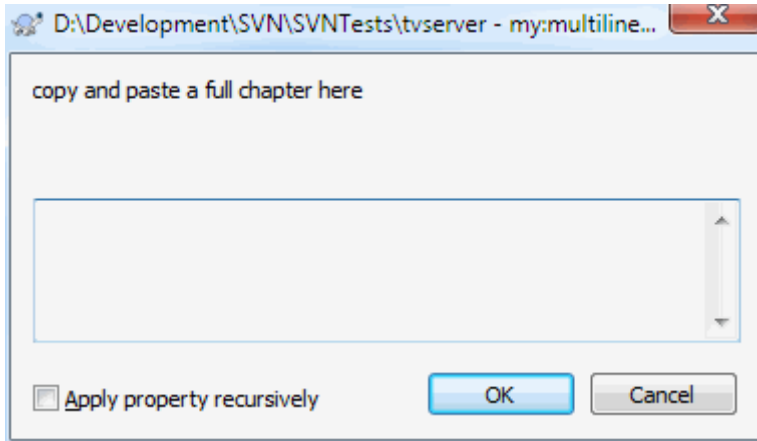 D:\Development\SVN\SVNTests\tvserver - my:multiline...
copy and paste a full chapter here
Apply property recursively
OK
Cancel